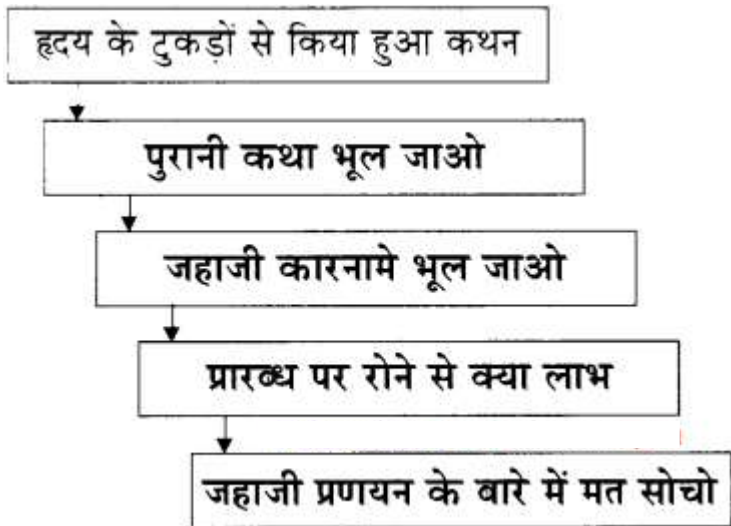 हृदय के टुकड़ों से किया हुआ कथन
पुरानी कथा भूल जाओ
जहाजी कारनामे भूल जाओ
प्रारब्ध पर रोने से क्या लाभ
जहाजी प्रणयन के बारे में मत सोचो